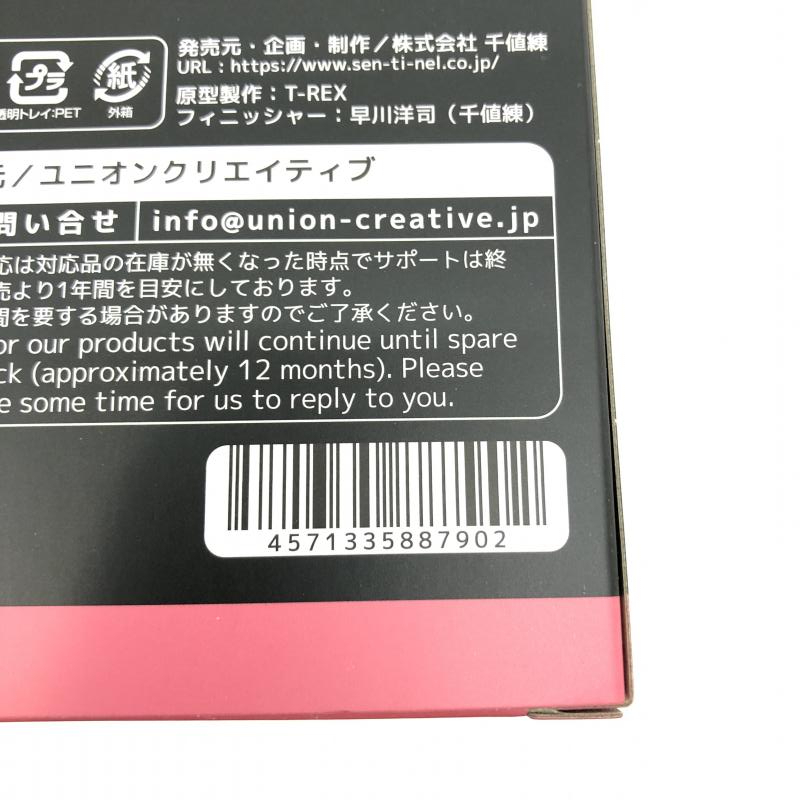 発売元・企画・制作／株式会社 千値練
URL：https://www.sen-ti-nel.co.jp/
プラ
紙
透明トレイ:PET
外箱
原型製作：T-REX
フィニッシャー：早川洋司（千値練）
元／ユニオンクリエイティブ
問い合せ
info@union-creative.jp
応は対応品の在庫が無くなった時点でサポートは終
売より1年間を目安にしております。
間を要する場合がありますのでご了承ください。
or our products will continue until spare
ck (approximately 12 months). Please
e some time for us to reply to you.
4571335887902